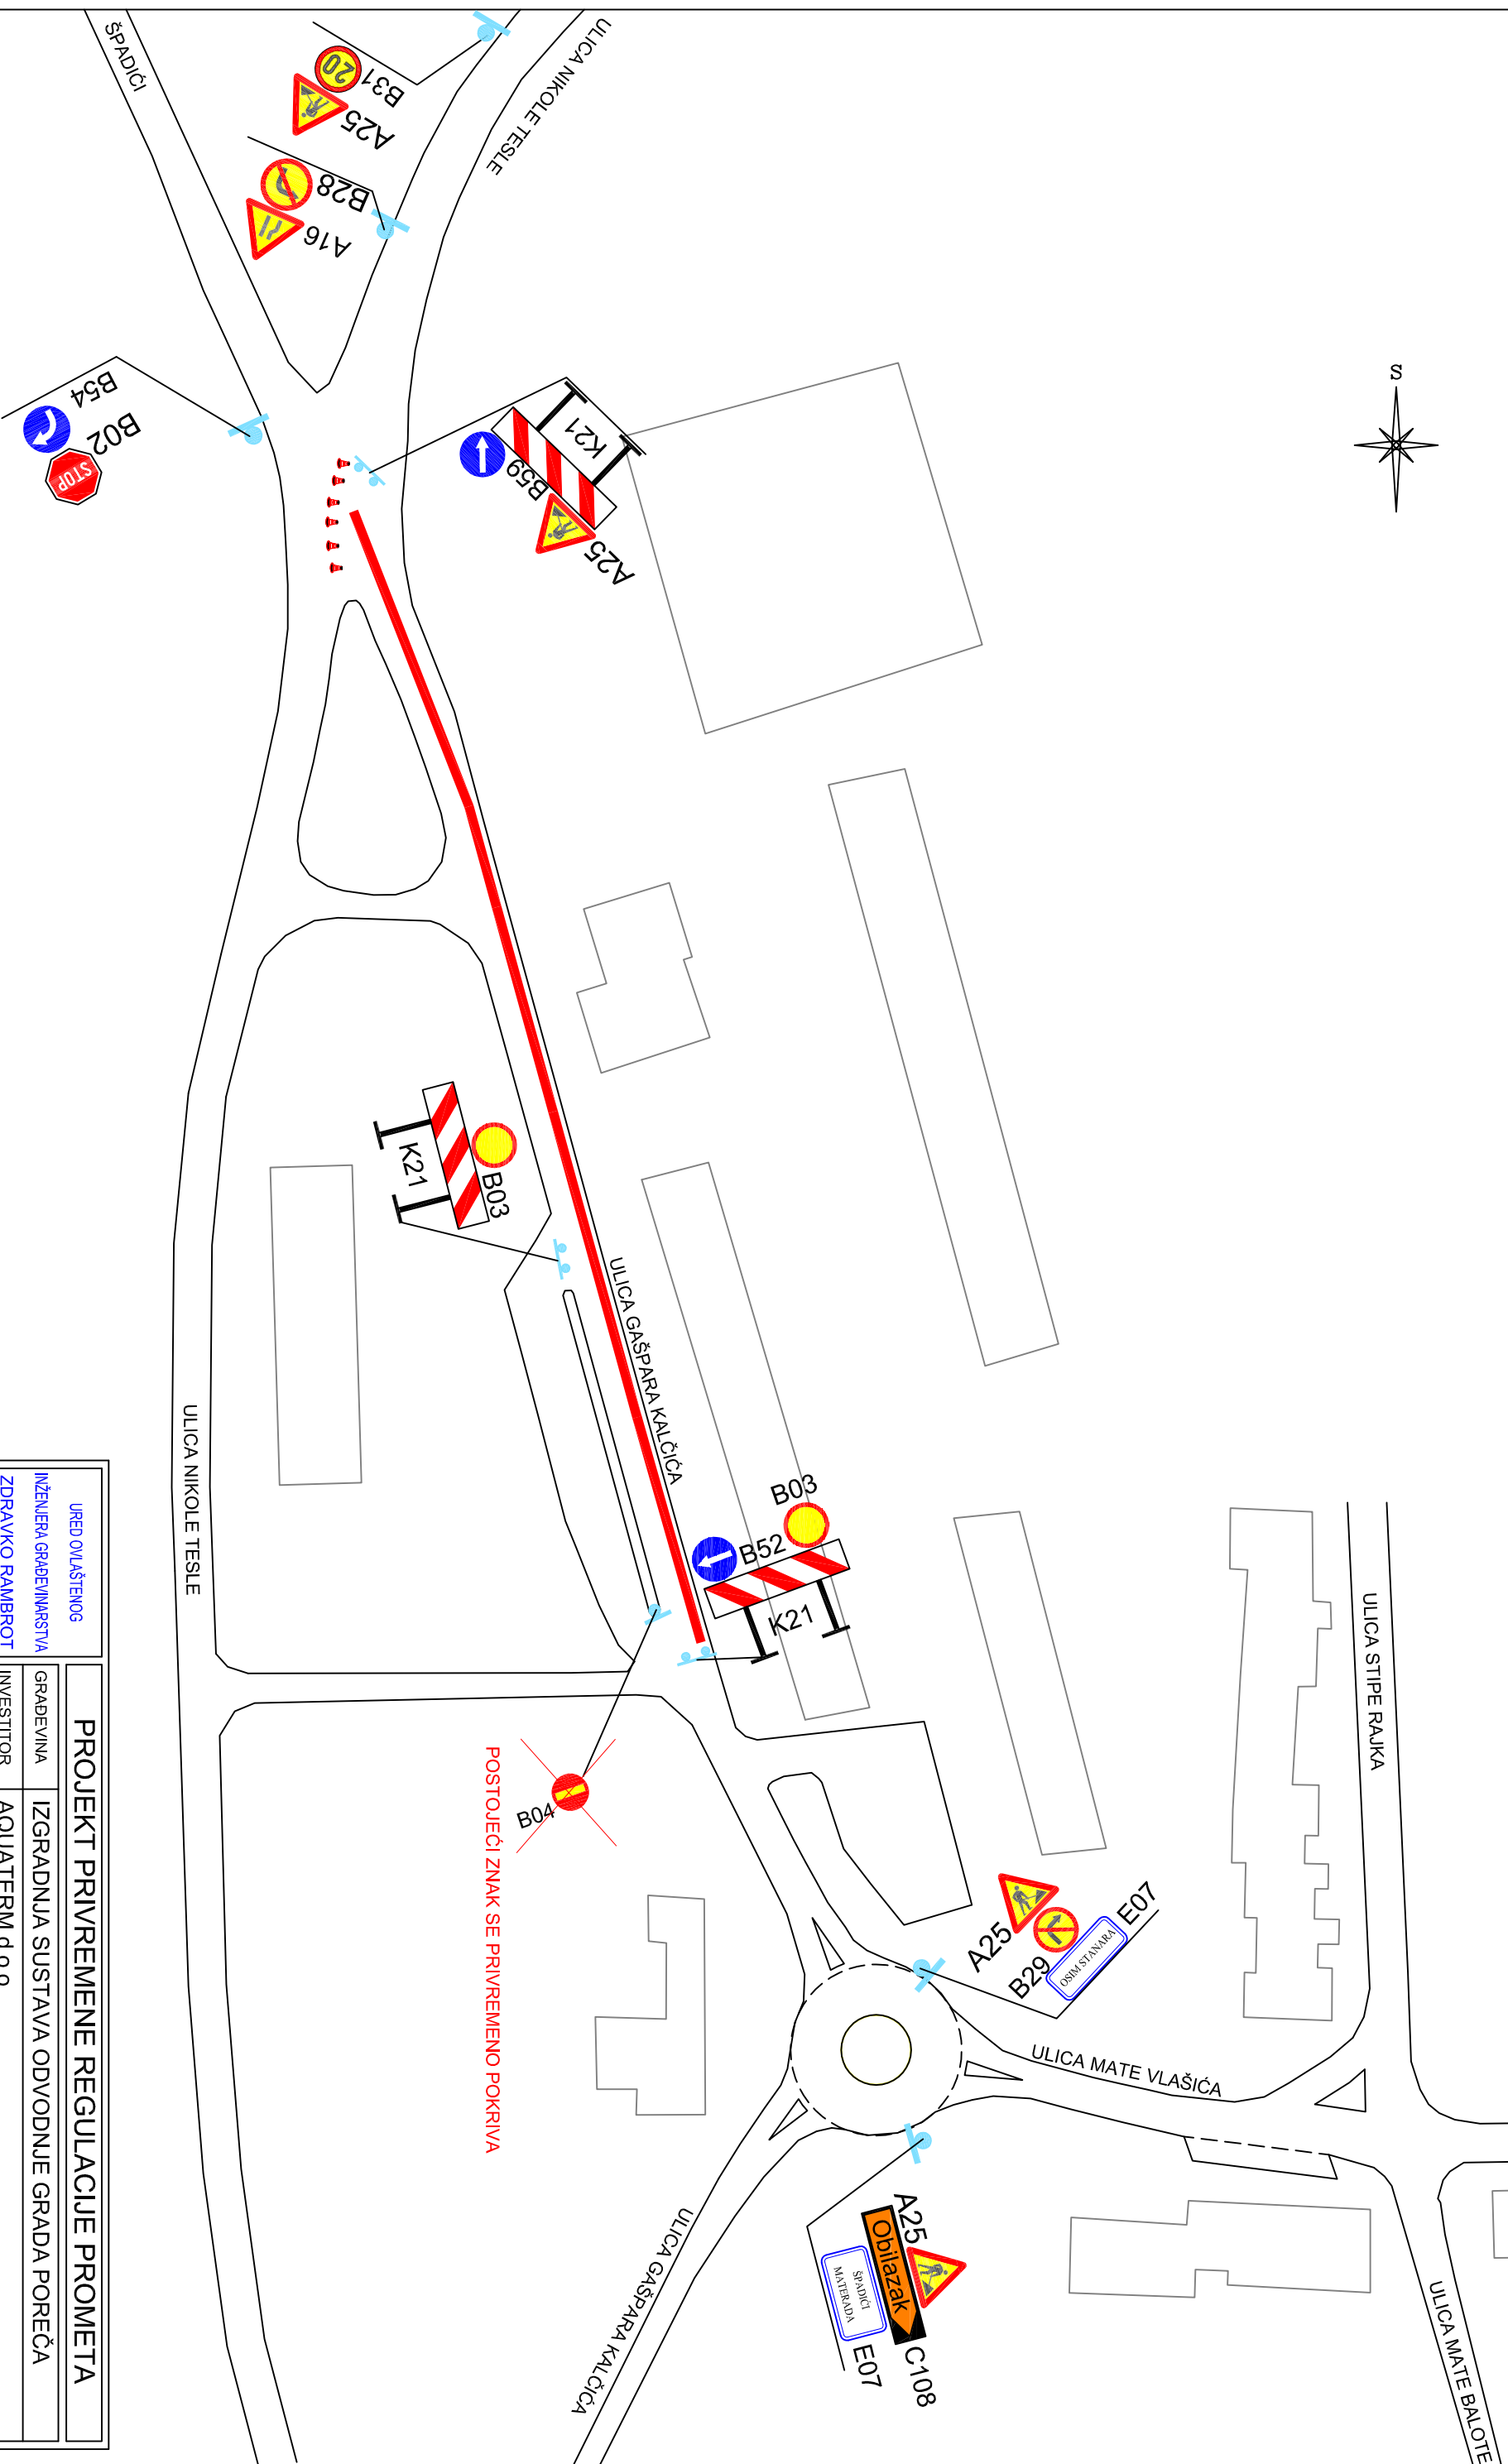 S
ŠPADIĆI
ULICA NIKOLE TESLE
20
B31
A25
B28
A16
B54
B02
STOP
K21
B59
A25
K21
B03
ULICA GAŠPARA KALČIĆA
ULICA NIKOLE TESLE
B03
B52
K21
B04
POSTOJEĆI ZNAK SE PRIVREMENO POKRIVA
ULICA STIPE RAJKA
A25
B29
OSIM STANARA
E07
ULICA MATE VLAŠIĆA
A25
Obilazak
C108
ŠPADIĆI
MATERADA
E07
ULICA GAŠPARA KALČIĆA
ULICA MATE BALOTE
URED OVLAŠTENOG
INŽENJERA GRAĐEVINARSTVA
ZDRAVKO RAMBROT
PROJEKT PRIVREMENE REGULACIJE PROMETA
GRAĐEVINA
IZGRADNJA SUSTAVA ODVODNJE GRADA POREČA
INVESTITOR
AQUATERM d.o.o.